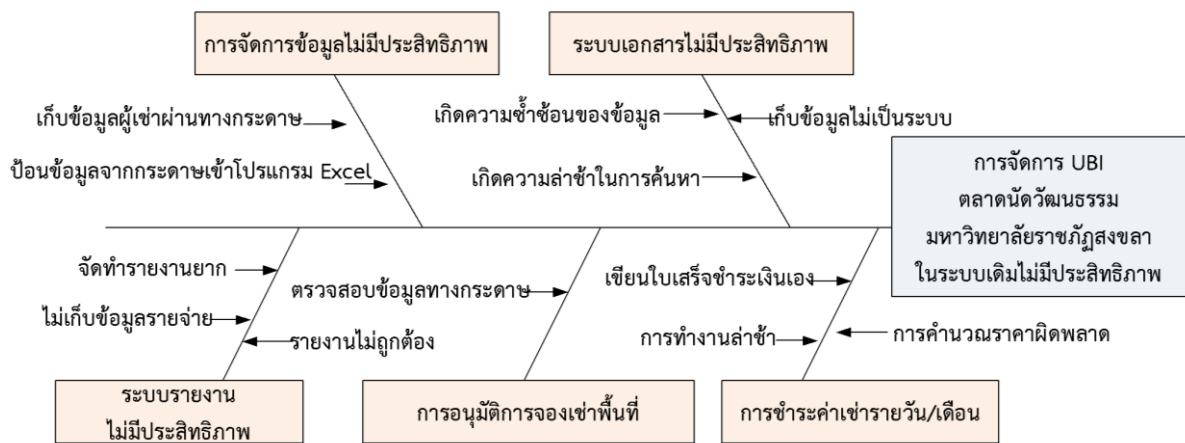 การจัดการข้อมูลไม่มีประสิทธิภาพ
ระบบเอกสารไม่มีประสิทธิภาพ
เก็บข้อมูลผู้เช่าผ่านทางกระดาษ
ป้อนข้อมูลจากกระดาษเข้าโปรแกรม Excel
เกิดความซ้ำซ้อนของข้อมูล
เก็บข้อมูลไม่เป็นระบบ
เกิดความล่าช้าในการค้นหา
การจัดการ UBI
ตลาดนัดวัฒนธรรม
มหาวิทยาลัยราชภัฏสงขลา
ในระบบเดิมไม่มีประสิทธิภาพ
จัดทำรายงานยาก
ไม่เก็บข้อมูลรายจ่าย
รายงานไม่ถูกต้อง
ตรวจสอบข้อมูลทางกระดาษ
เขียนใบเสร็จชำระเงินเอง
การทำงานล่าช้า
การคำนวณราคาผิดพลาด
ระบบรายงาน
ไม่มีประสิทธิภาพ
การอนุมัติการจองเช่าพื้นที่
การชำระค่าเช่ารายวัน/เดือน